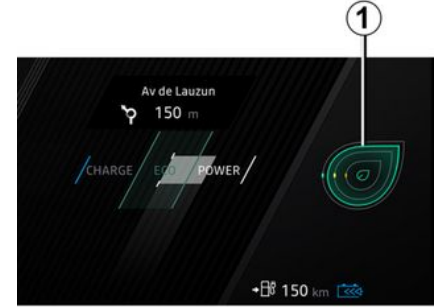 1
Av de Lauzun
150 m
CHARGE ECO POWER
150 km